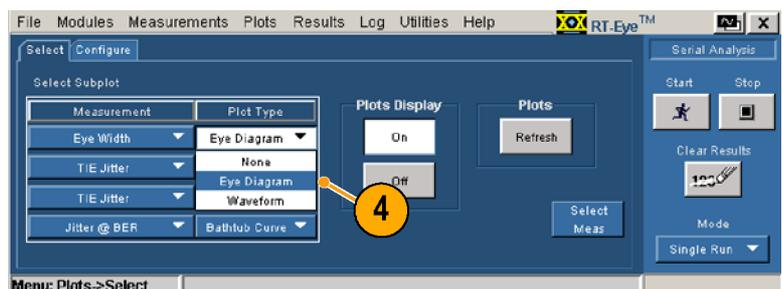 File Modules Measurements Plots Results Log Utilities Help RT-Eye™ x
Select Configure
Serial Analysis
Select Subplot
Start Stop
Measurement Plot Type
Plots Display
Plots
Eye Width Eye Diagram
On
Refresh
Clear Results
TIE Jitter None
Eye Diagram
Off
123
TIE Jitter Waveform
4
Jitter @ BER Bathtub Curve
Select
Meas
Mode
Single Run
Menu: Plots->Select